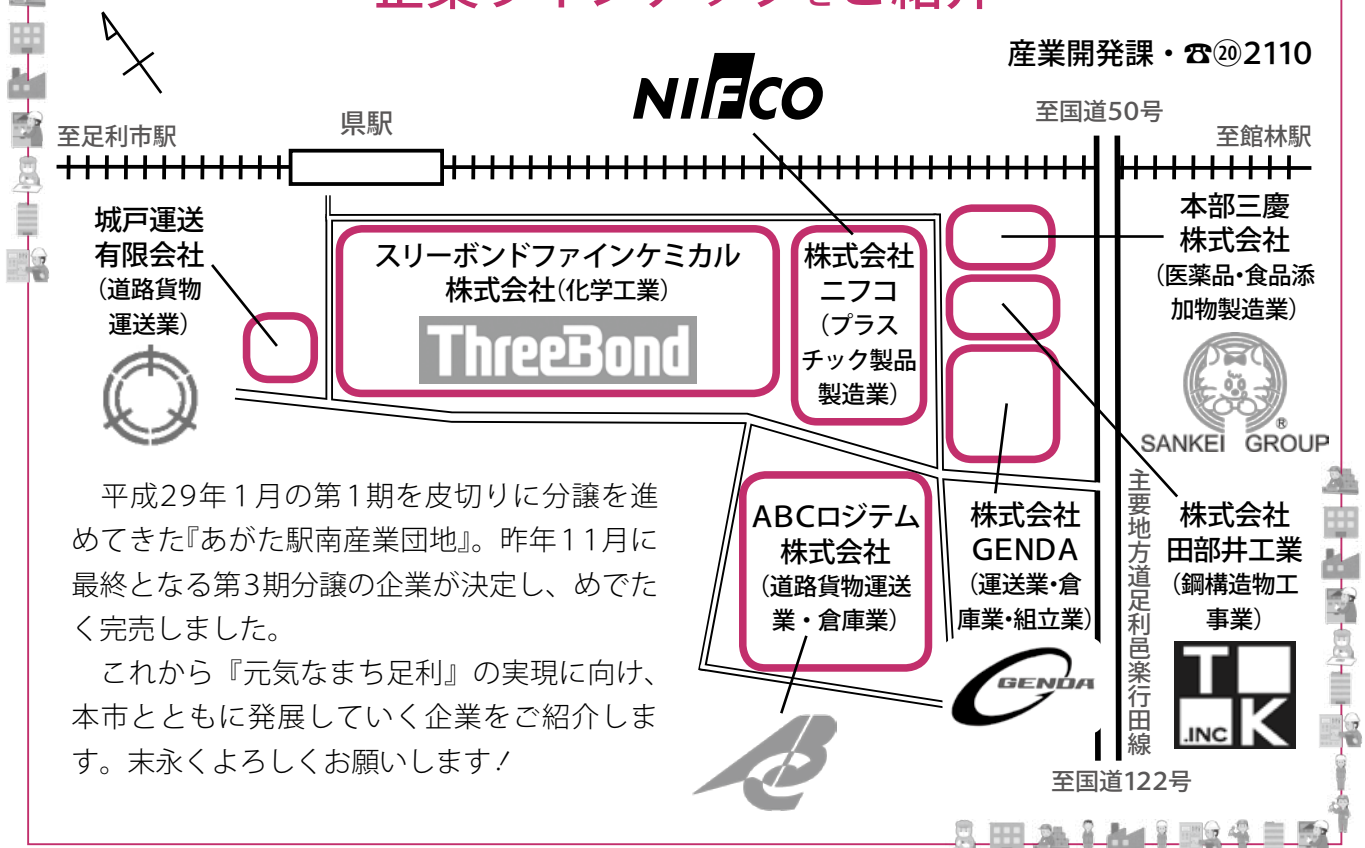 企業ラインナップをご紹介
産業開発課・☎⑳2110
NIFCO
至国道50号
県駅
至足利市駅
至館林駅
城戸運送
有限会社
(道路貨物
運送業)
スリーボンドファインケミカル
株式会社(化学工業)
ThreeBond
株式会社
ニフコ
(プラス
チック製品
製造業)
本部三慶
株式会社
(医薬品・食品添
加物製造業)
®
SANKEI GROUP
平成29年1月の第1期を皮切りに分譲を進
めてきた『あがた駅南産業団地』。昨年11月に
最終となる第3期分譲の企業が決定し、めでた
く完売しました。
これから『元気なまち足利』の実現に向け、
本市とともに発展していく企業をご紹介しま
す。末永くよろしくお願いします!
ABCロジテム
株式会社
(道路貨物運送
業・倉庫業)
株式会社
GENDA
(運送業・倉
庫業・組立業)
GENDA
主要地方道足利邑楽行田線
株式会社
田部井工業
(鋼構造物工
事業)
T
.INC K
至国道122号